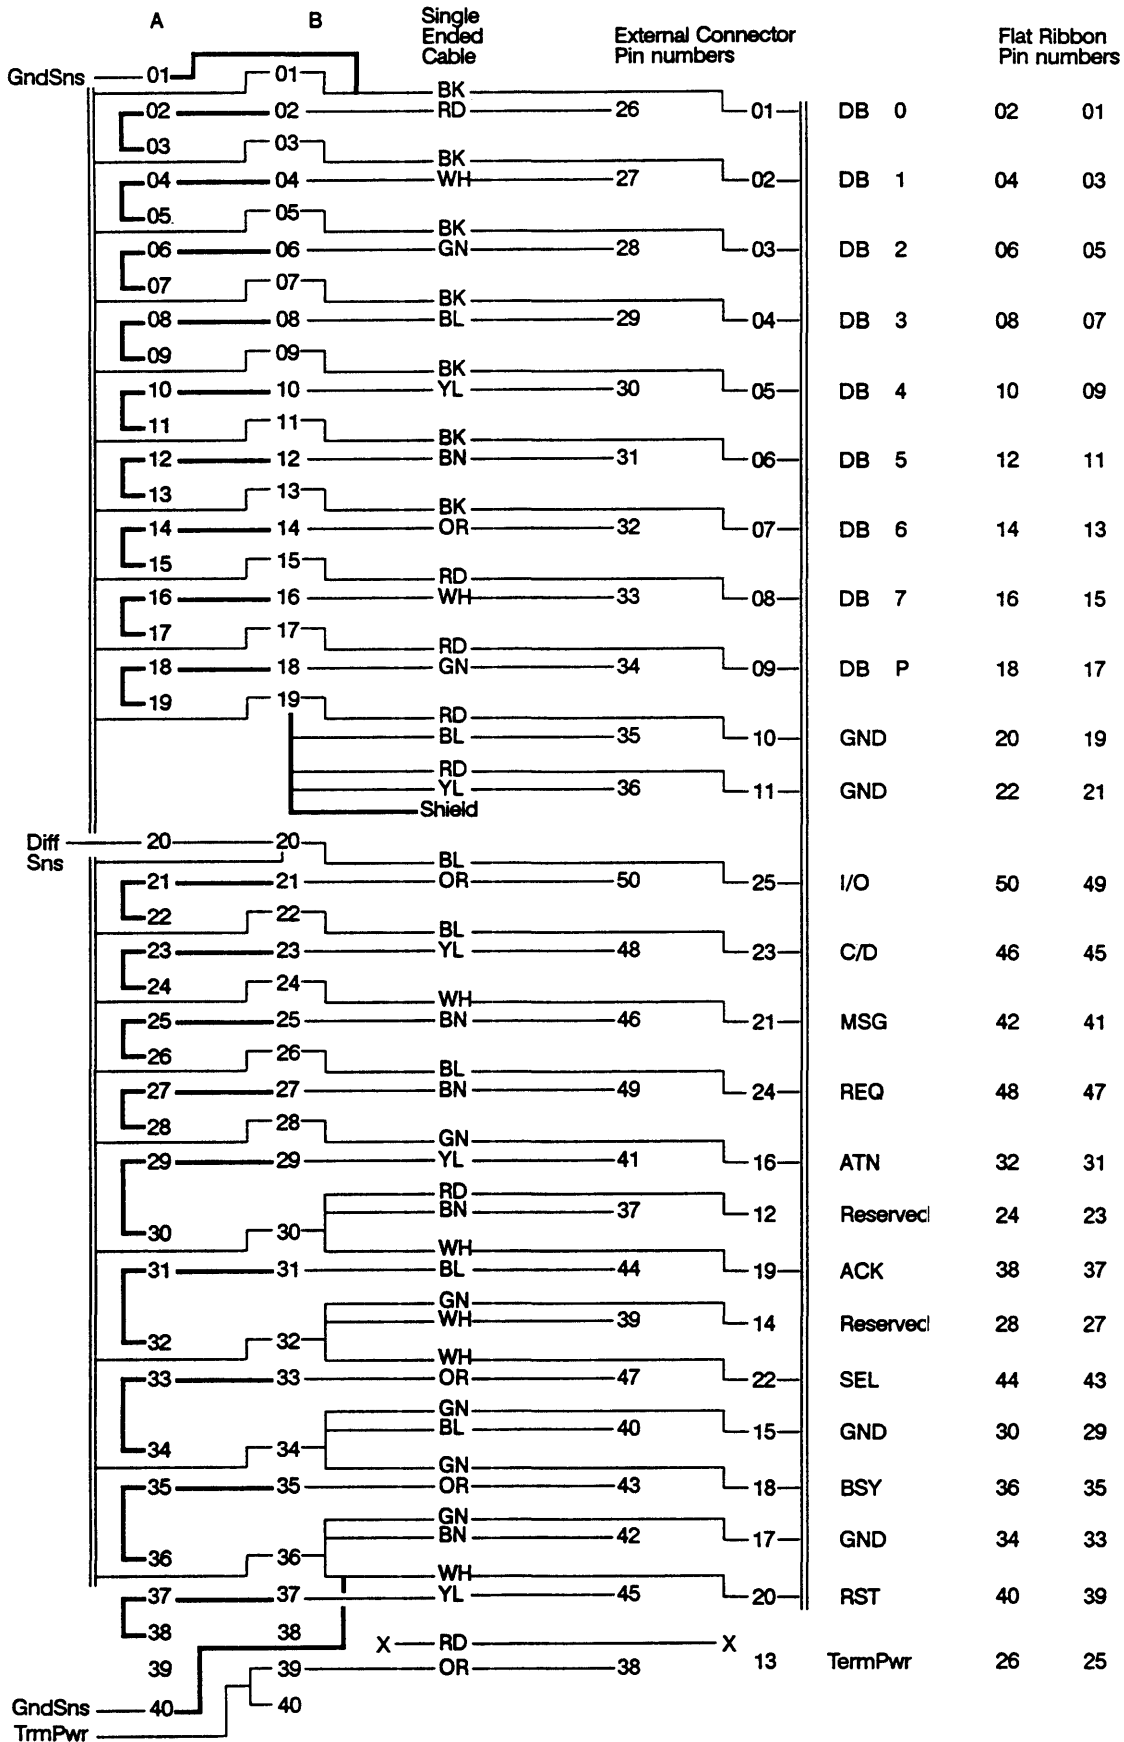 A B Single Ended Cable External Connector Pin numbers Flat Ribbon Pin numbers
GndSns 01 01
BK
02 02 RD 26 01 DB 0 02 01
03 03
BK
04 04 WH 27 02 DB 1 04 03
05 05
BK
06 06 GN 28 03 DB 2 06 05
07 07
BK
08 08 BL 29 04 DB 3 08 07
09 09
BK
10 10 YL 30 05 DB 4 10 09
11 11
BK
12 12 BN 31 06 DB 5 12 11
13 13
BK
14 14 OR 32 07 DB 6 14 13
15 15
RD
16 16 WH 33 08 DB 7 16 15
17 17
RD
18 18 GN 34 09 DB P 18 17
19 19
RD
BL 35 10 GND 20 19
RD
YL 36 11 GND 22 21
Shield
Diff Sns 20 20
BL
21 21 OR 50 25 I/O 50 49
22 22
BL
23 23 YL 48 23 C/D 46 45
24 24
WH
25 25 BN 46 21 MSG 42 41
26 26
BL
27 27 BN 49 24 REQ 48 47
28 28
GN
29 29 YL 41 16 ATN 32 31
RD
BN 37 12 Reserved 24 23
30 30
WH
31 31 BL 44 19 ACK 38 37
GN
WH 39 14 Reserved 28 27
32 32
WH
33 33 OR 47 22 SEL 44 43
GN
BL 40 15 GND 30 29
34 34
GN
35 35 OR 43 18 BSY 36 35
GN
BN 42 17 GND 34 33
36 36
WH
37 37 YL 45 20 RST 40 39
38 38
X RD X
39 39 OR 38 13 TermPwr 26 25
GndSns 40 40
TrmPwr